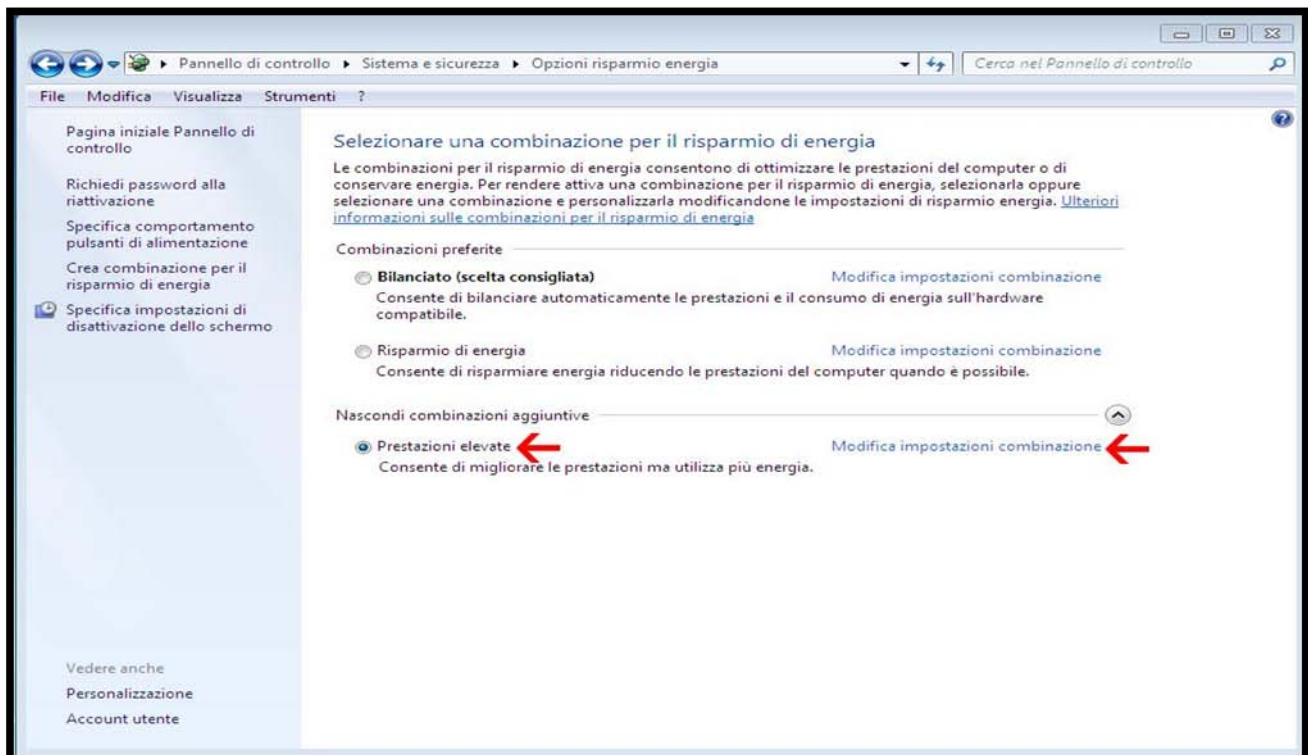 Pannello di controllo Sistema e sicurezza Opzioni risparmio energia Cerca nel Pannello di controllo
File Modifica Visualizza Strumenti ?
Pagina iniziale Pannello di
controllo
Richiedi password alla
riattivazione
Specifica comportamento
pulsanti di alimentazione
Crea combinazione per il
risparmio di energia
Specifica impostazioni di
disattivazione dello schermo
Vedere anche
Personalizzazione
Account utente
Selezionare una combinazione per il risparmio di energia
Le combinazioni per il risparmio di energia consentono di ottimizzare le prestazioni del computer o di
conservare energia. Per rendere attiva una combinazione per il risparmio di energia, selezionarla oppure
selezionare una combinazione e personalizzarla modificandone le impostazioni di risparmio energia. Ulteriori
informazioni sulle combinazioni per il risparmio di energia
Combinazioni preferite
Bilanciato (scelta consigliata) Modifica impostazioni combinazione
Consente di bilanciare automaticamente le prestazioni e il consumo di energia sull'hardware
compatibile.
Risparmio di energia Modifica impostazioni combinazione
Consente di risparmiare energia riducendo le prestazioni del computer quando è possibile.
Nascondi combinazioni aggiuntive
Prestazioni elevate Modifica impostazioni combinazione
Consente di migliorare le prestazioni ma utilizza più energia.